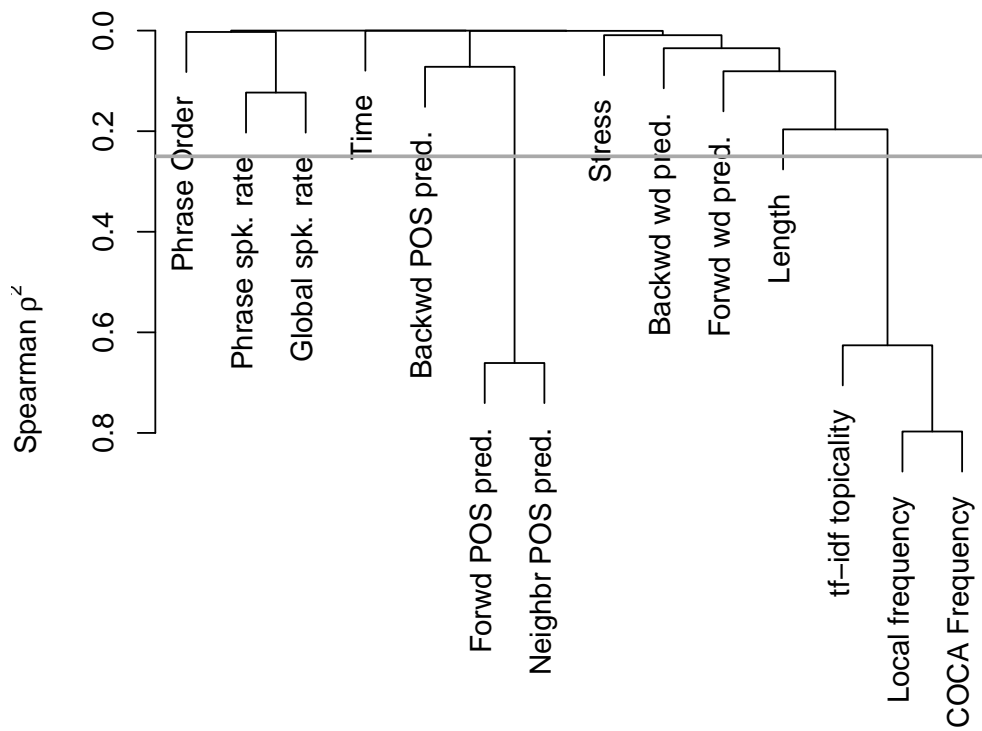 Spearman ρ²
0.0
0.2
0.4
0.6
0.8
Phrase Order
Phrase spk. rate
Global spk. rate
Time
Backwd POS pred.
Forwd POS pred.
Neighbr POS pred.
Stress
Backwd wd pred.
Forwd wd pred.
Length
tf−idf topicality
Local frequency
COCA Frequency